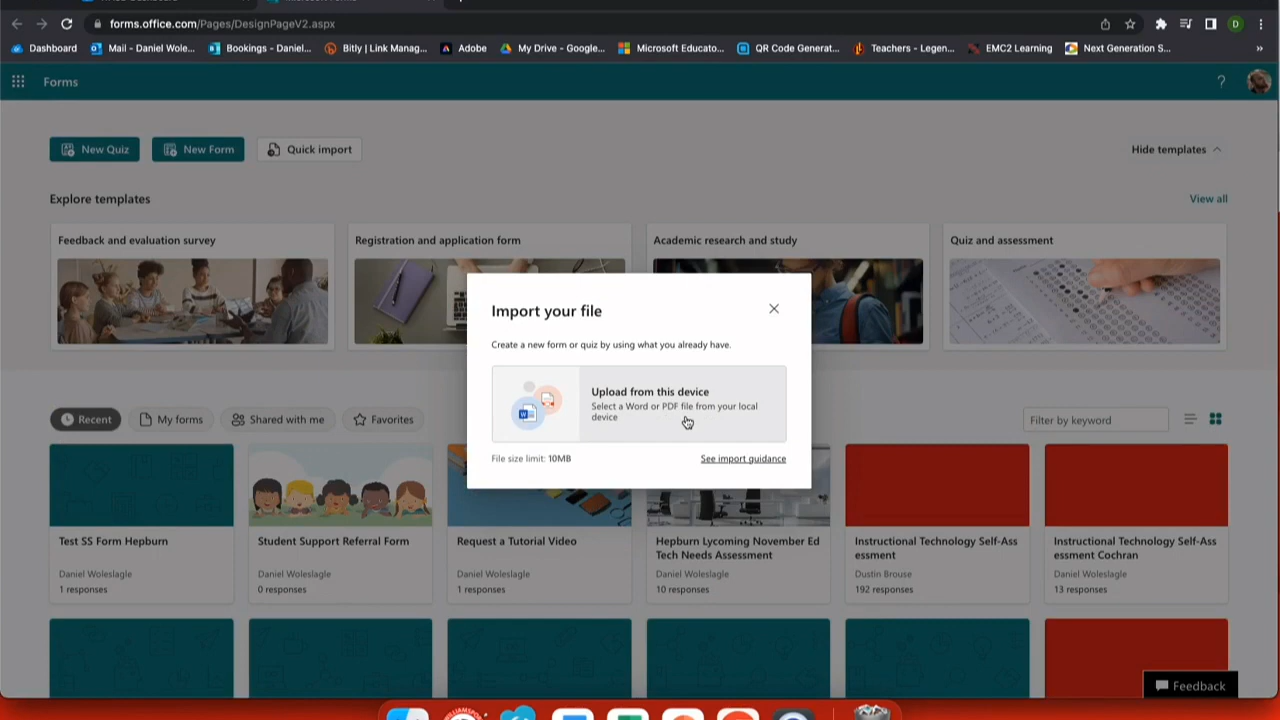 forms.office.com/Pages/DesignPageV2.aspx
D
Dashboard
Mail - Daniel Wole...
Bookings - Daniel...
Bitly | Link Manag...
Adobe
My Drive - Google...
Microsoft Educato...
QR Code Generat...
Teachers - Legen...
EMC2 Learning
Next Generation S...
»
Forms
?
New Quiz
New Form
Quick import
Hide templates
Explore templates
View all
Feedback and evaluation survey
Registration and application form
Academic research and study
Quiz and assessment
Import your file
Create a new form or quiz by using what you already have.
Upload from this device
Select a Word or PDF file from your local
device
File size limit: 10MB
See import guidance
Recent
My forms
Shared with me
Favorites
Filter by keyword
Test SS Form Hepburn
Daniel Woleslagle
1 responses
Student Support Referral Form
Daniel Woleslagle
0 responses
Request a Tutorial Video
Daniel Woleslagle
1 responses
Hepburn Lycoming November Ed
Tech Needs Assessment
Daniel Woleslagle
10 responses
Instructional Technology Self-Ass
essment
Dustin Brouse
192 responses
Instructional Technology Self-Ass
essment Cochran
Daniel Woleslagle
13 responses
Feedback